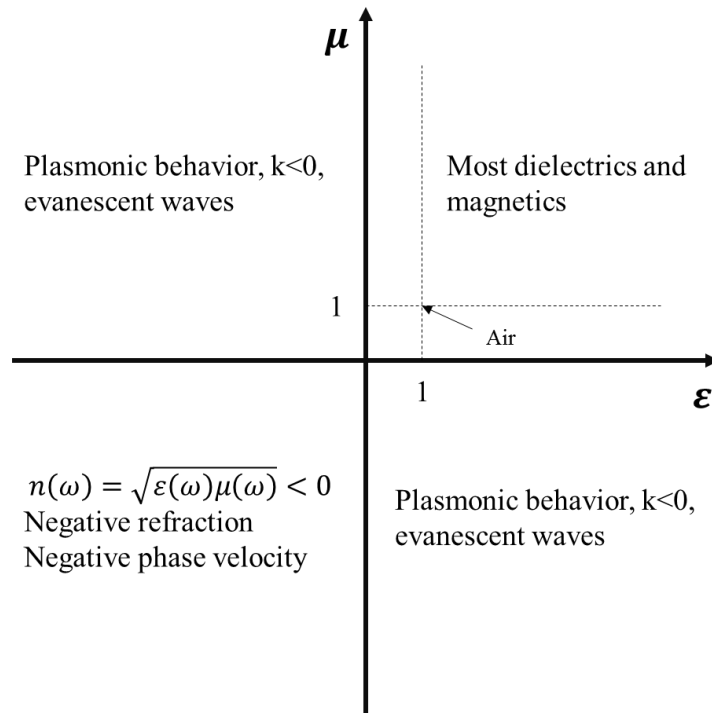 μ
Plasmonic behavior, k<0,
evanescent waves
Most dielectrics and
magnetics
1
Air
1
ε
n(ω) = √ε(ω)μ(ω) < 0
Negative refraction
Negative phase velocity
Plasmonic behavior, k<0,
evanescent waves